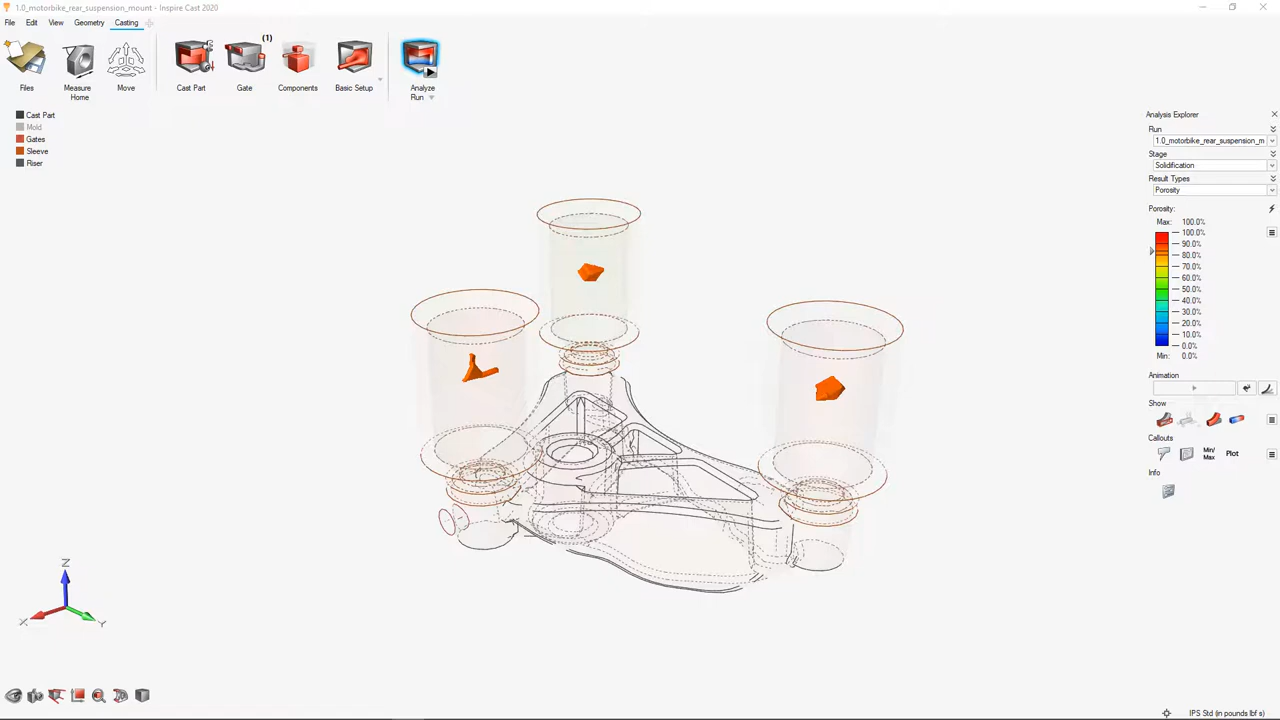 1.0_motorbike_rear_suspension_mount - Inspire Cast 2020
File Edit View Geometry Casting
(1)
Files
Measure
Home
Move
Cast Part
Gate
Components
Basic Setup
Analyze
Run
Cast Part
Mold
Gates
Sleeve
Riser
Analysis Explorer
Run
1.0_motorbike_rear_suspension_m
Stage
Solidification
Result Types
Porosity
Porosity:
Max: 100.0%
100.0%
90.0%
80.0%
70.0%
60.0%
50.0%
40.0%
30.0%
20.0%
10.0%
0.0%
Min: 0.0%
Animation
Show
Callouts
Min/
Max
Plot
Info
Z
X
Y
IPS Std (in pounds lbf s)